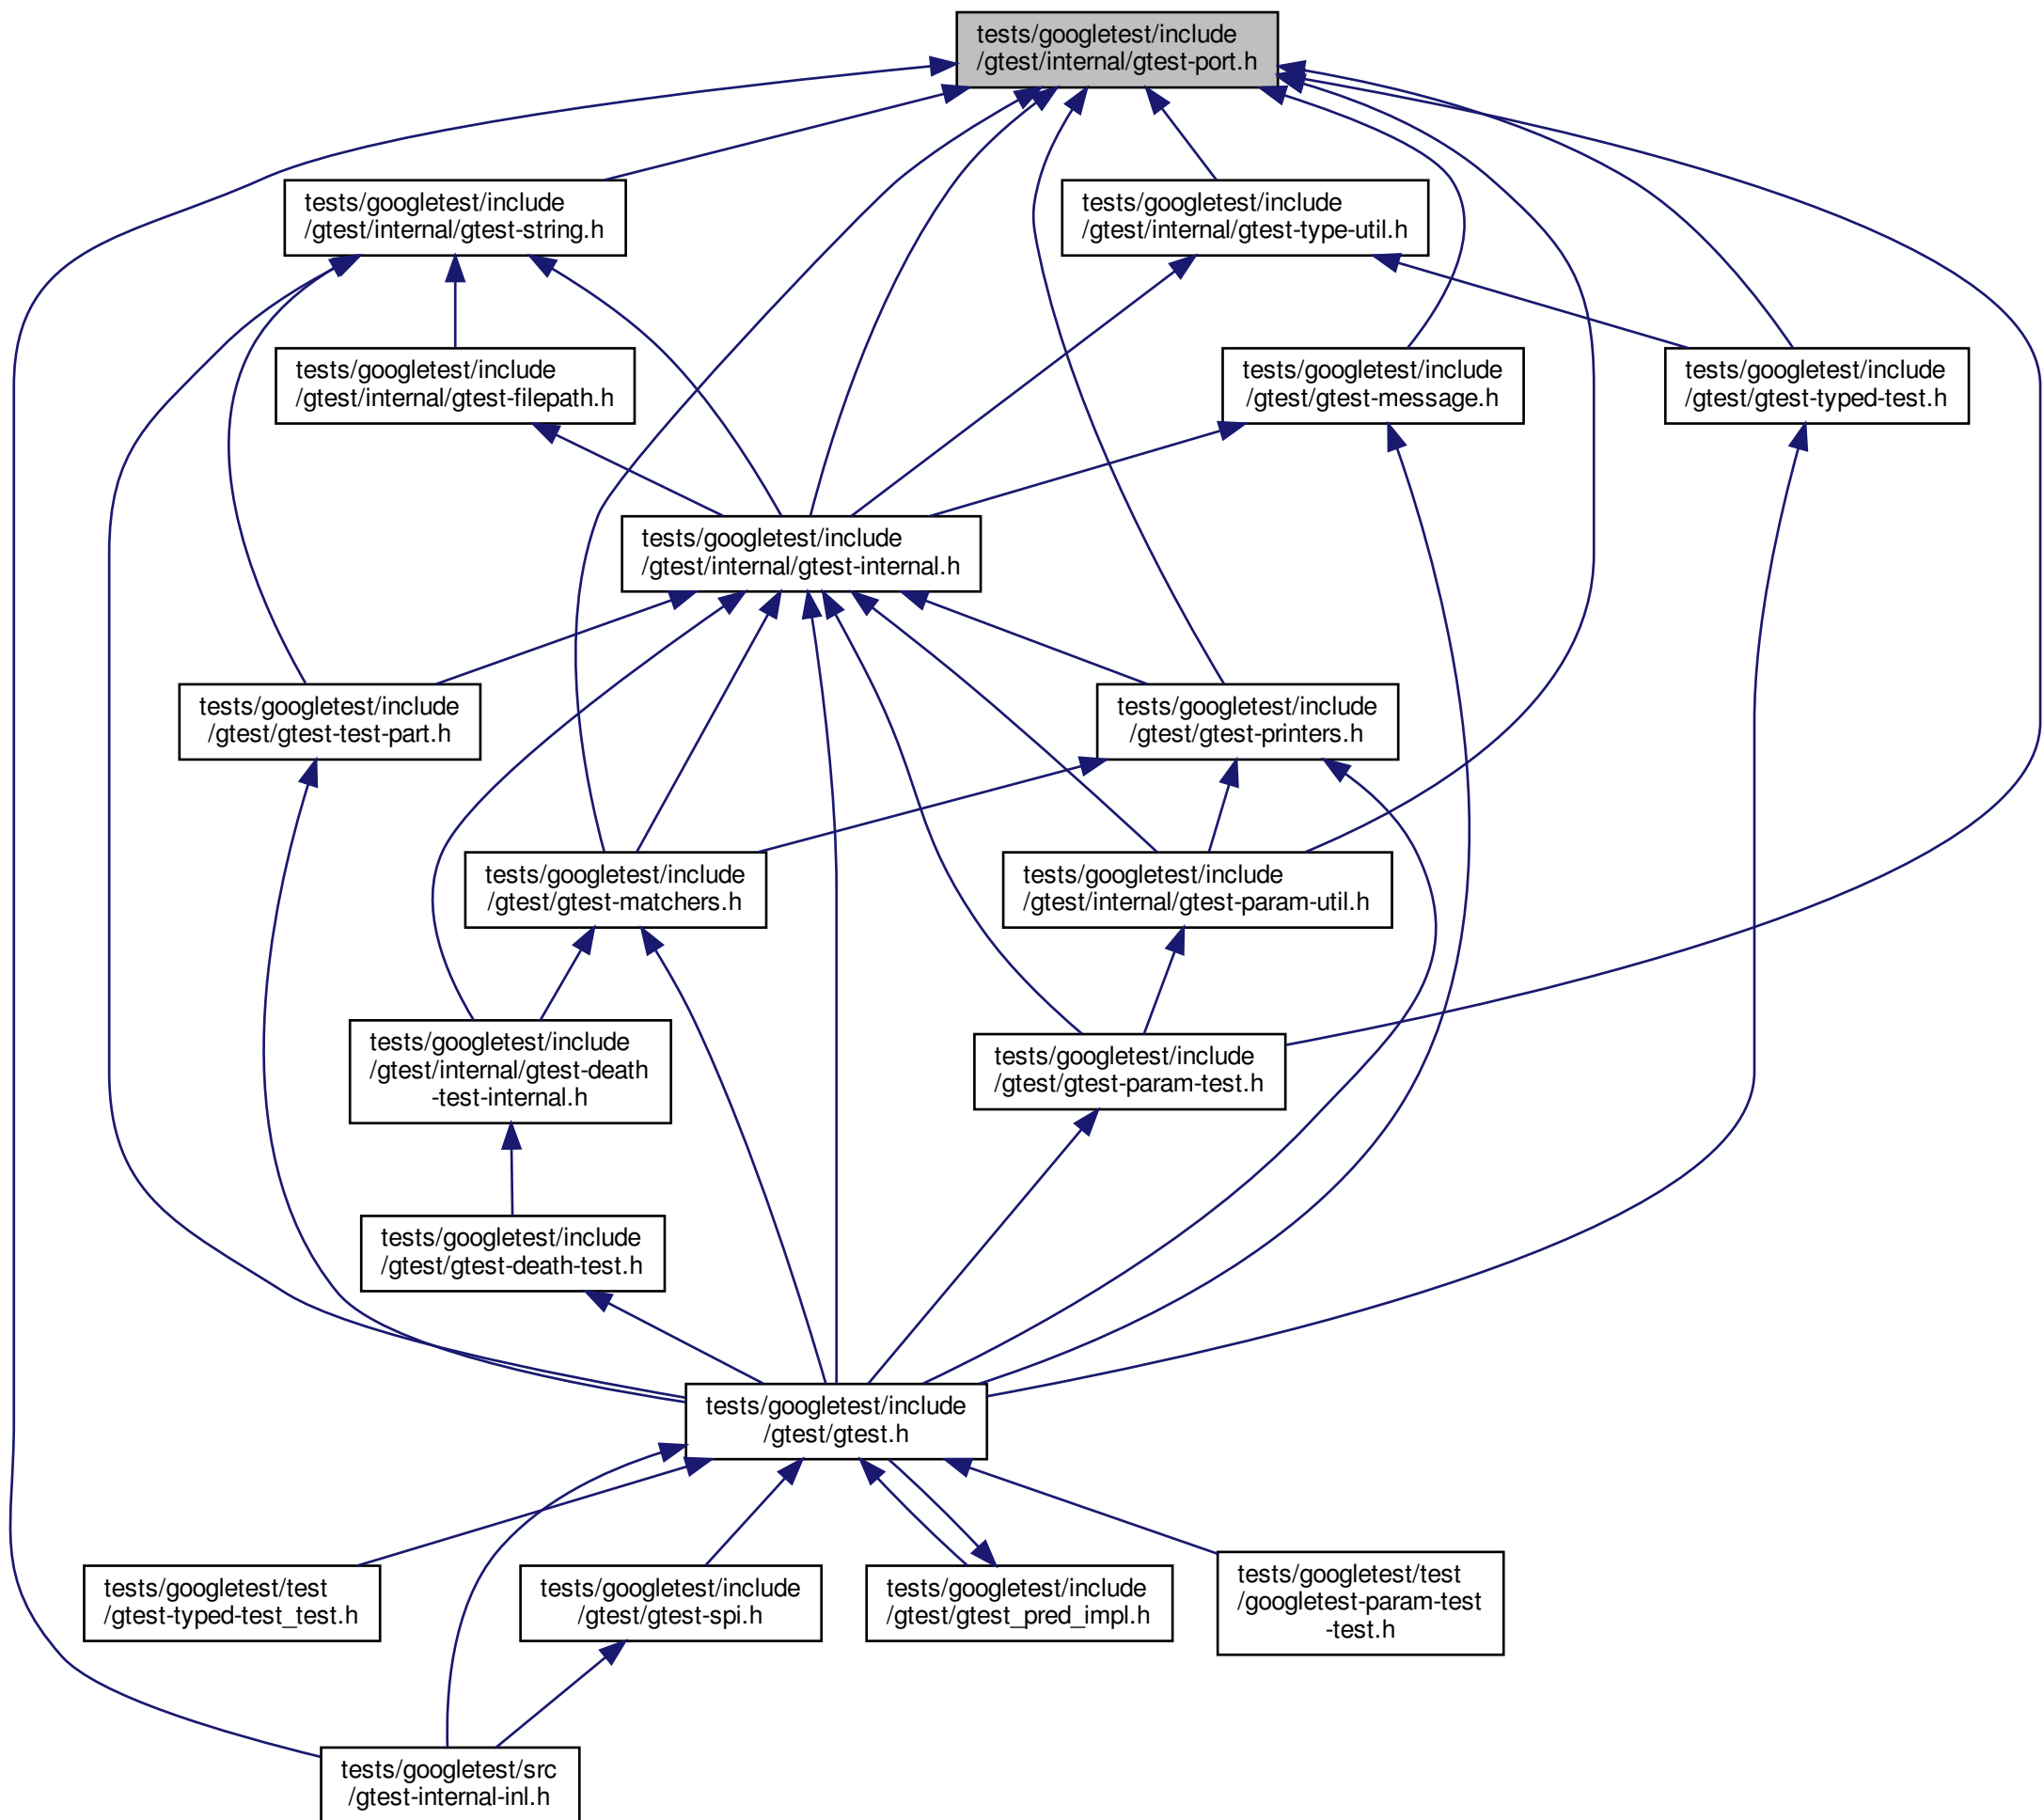 tests/googletest/include
/gtest/internal/gtest-port.h
tests/googletest/include
/gtest/internal/gtest-string.h
tests/googletest/include
/gtest/internal/gtest-type-util.h
tests/googletest/include
/gtest/internal/gtest-filepath.h
tests/googletest/include
/gtest/gtest-message.h
tests/googletest/include
/gtest/gtest-typed-test.h
tests/googletest/include
/gtest/internal/gtest-internal.h
tests/googletest/include
/gtest/gtest-test-part.h
tests/googletest/include
/gtest/gtest-printers.h
tests/googletest/include
/gtest/gtest-matchers.h
tests/googletest/include
/gtest/internal/gtest-param-util.h
tests/googletest/include
/gtest/internal/gtest-death
-test-internal.h
tests/googletest/include
/gtest/gtest-param-test.h
tests/googletest/include
/gtest/gtest-death-test.h
tests/googletest/include
/gtest/gtest.h
tests/googletest/test
/gtest-typed-test_test.h
tests/googletest/include
/gtest/gtest-spi.h
tests/googletest/include
/gtest/gtest_pred_impl.h
tests/googletest/test
/googletest-param-test
-test.h
tests/googletest/src
/gtest-internal-inl.h